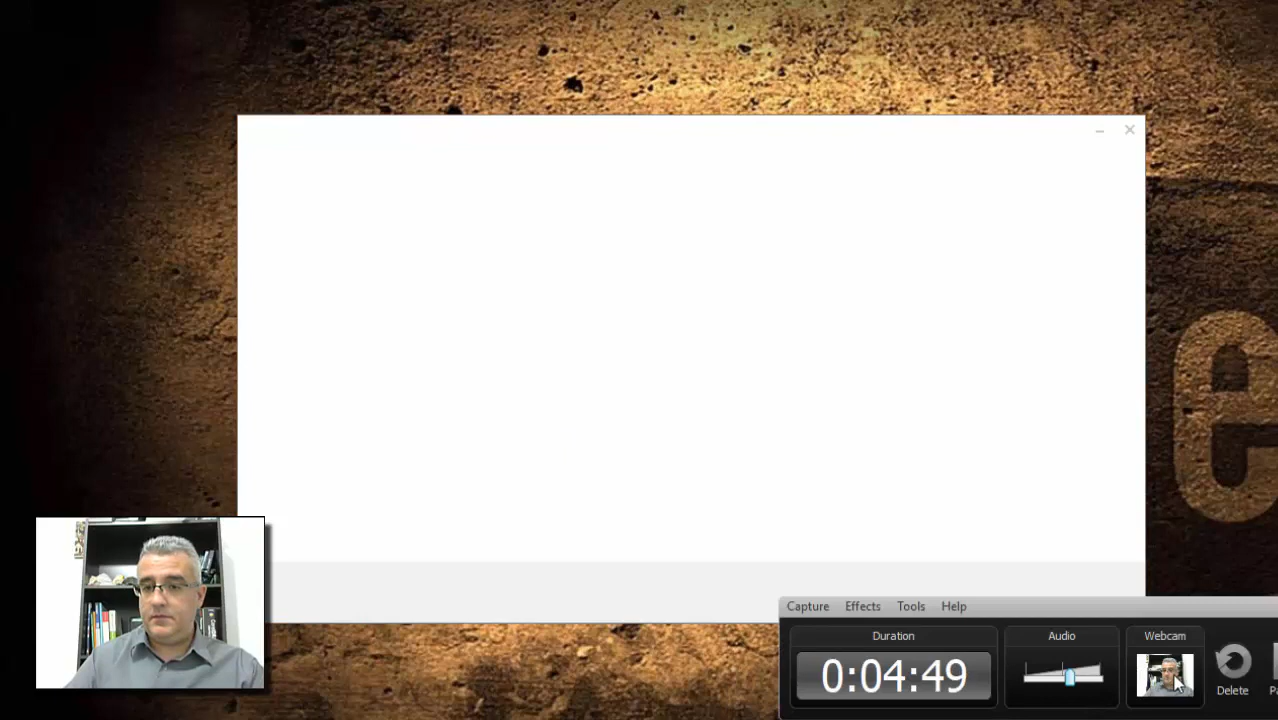 e
Capture Effects Tools Help
Duration Audio Webcam
0:04:49
Delete